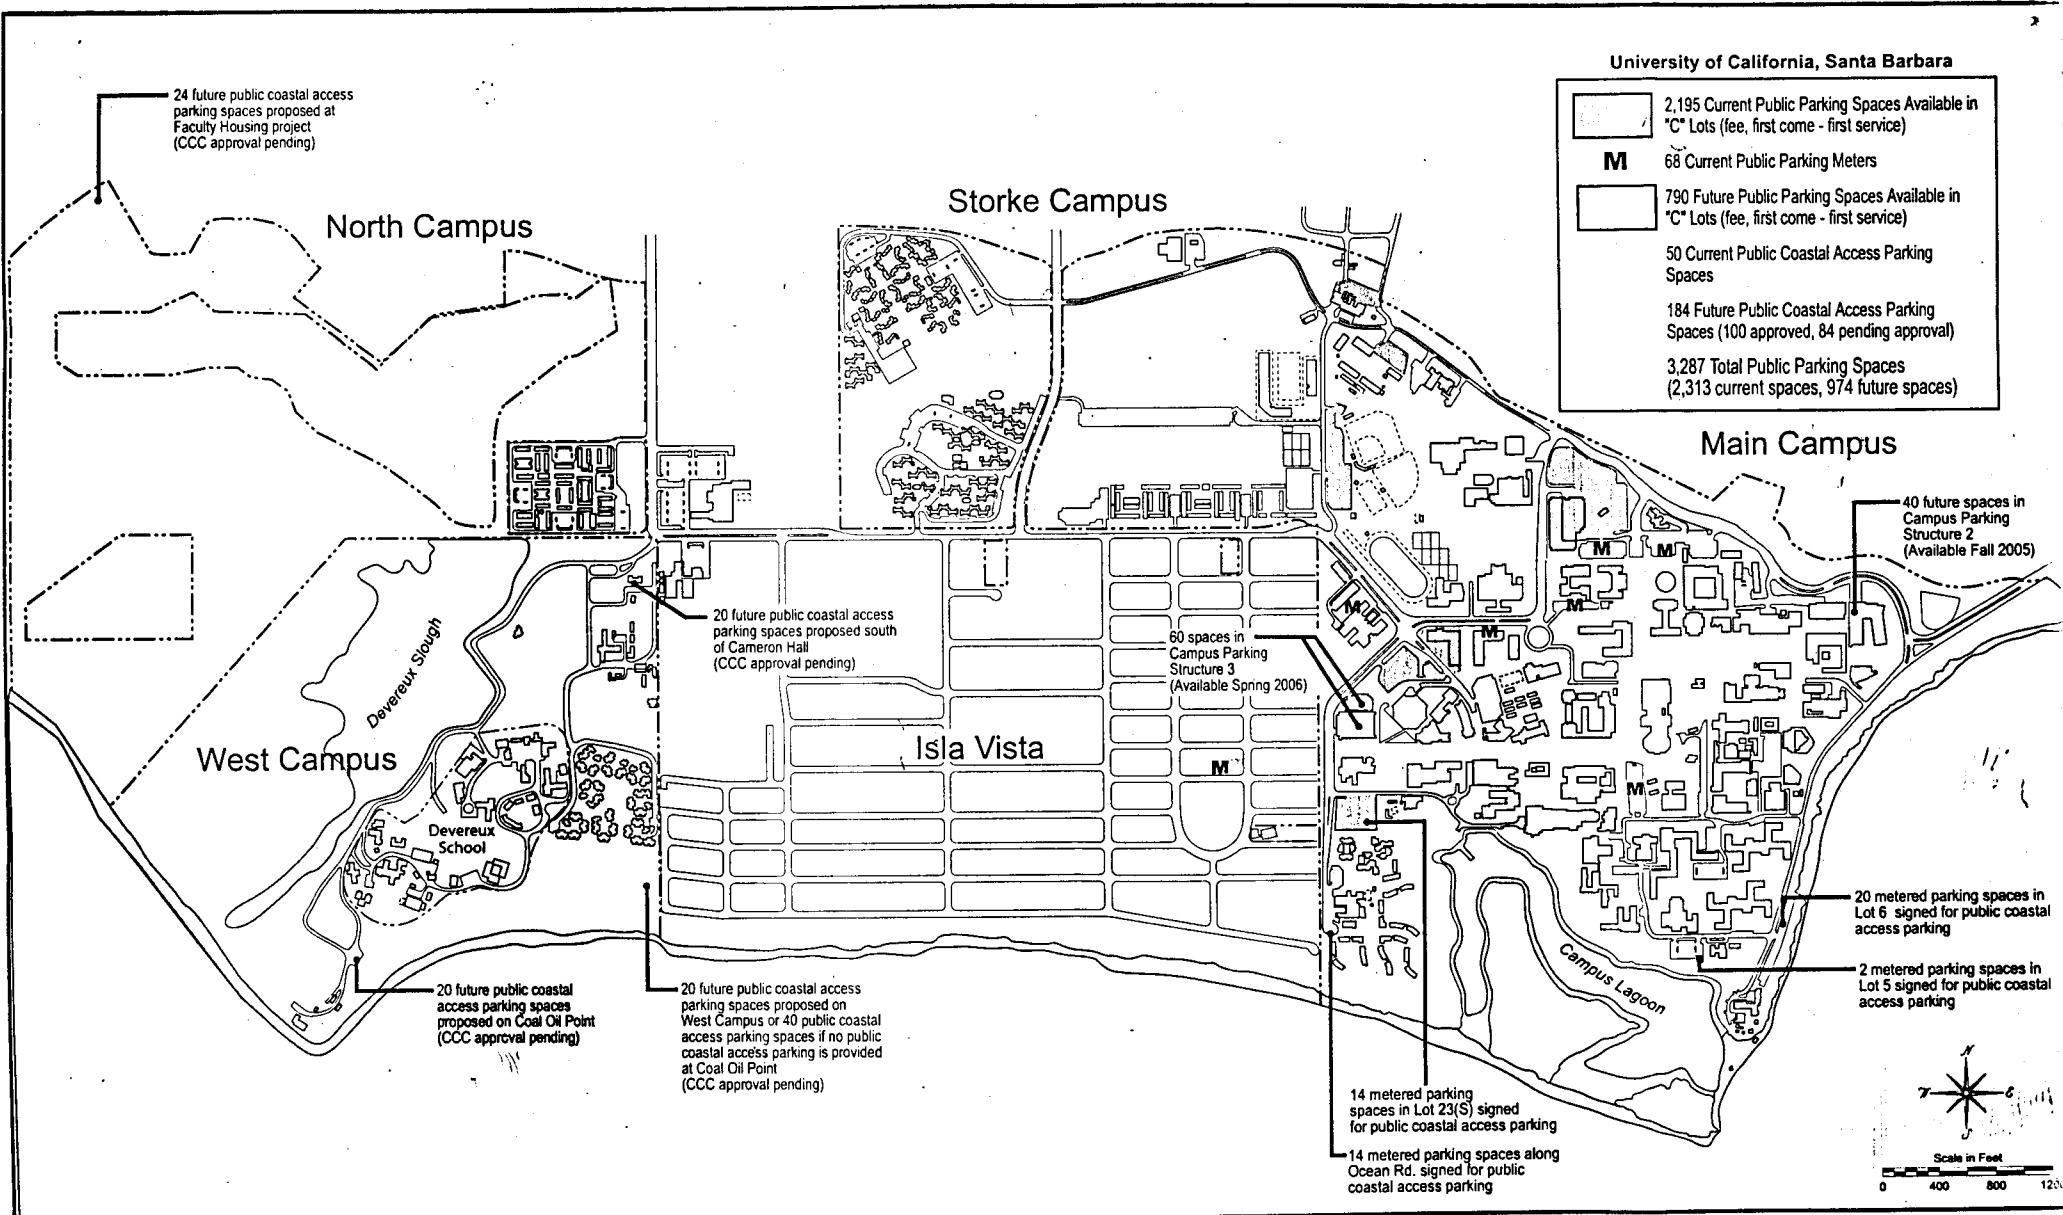 University of California, Santa Barbara
2,195 Current Public Parking Spaces Available in
"C" Lots (fee, first come - first service)
M
68 Current Public Parking Meters
790 Future Public Parking Spaces Available in
"C" Lots (fee, first come - first service)
50 Current Public Coastal Access Parking
Spaces
184 Future Public Coastal Access Parking
Spaces (100 approved, 84 pending approval)
3,287 Total Public Parking Spaces
(2,313 current spaces, 974 future spaces)
24 future public coastal access
parking spaces proposed at
Faculty Housing project
(CCC approval pending)
North Campus
Storke Campus
Main Campus
40 future spaces in
Campus Parking
Structure 2
(Available Fall 2005)
M
M
M
M
M
20 future public coastal access
parking spaces proposed south
of Cameron Hall
(CCC approval pending)
60 spaces in
Campus Parking
Structure 3
(Available Spring 2006)
Devereux Slough
West Campus
Isla Vista
M
M
Devereux
School
20 metered parking spaces in
Lot 6 signed for public coastal
access parking
2 metered parking spaces in
Lot 5 signed for public coastal
access parking
Campus Lagoon
20 future public coastal
access parking spaces
proposed on Coal Oil Point
(CCC approval pending)
20 future public coastal access
parking spaces proposed on
West Campus or 40 public coastal
access parking spaces if no public
coastal access parking is provided
at Coal Oil Point
(CCC approval pending)
14 metered parking
spaces in Lot 23(S) signed
for public coastal access parking
14 metered parking spaces along
Ocean Rd. signed for public
coastal access parking
N
W
E
S
Scale in Feet
0 400 800